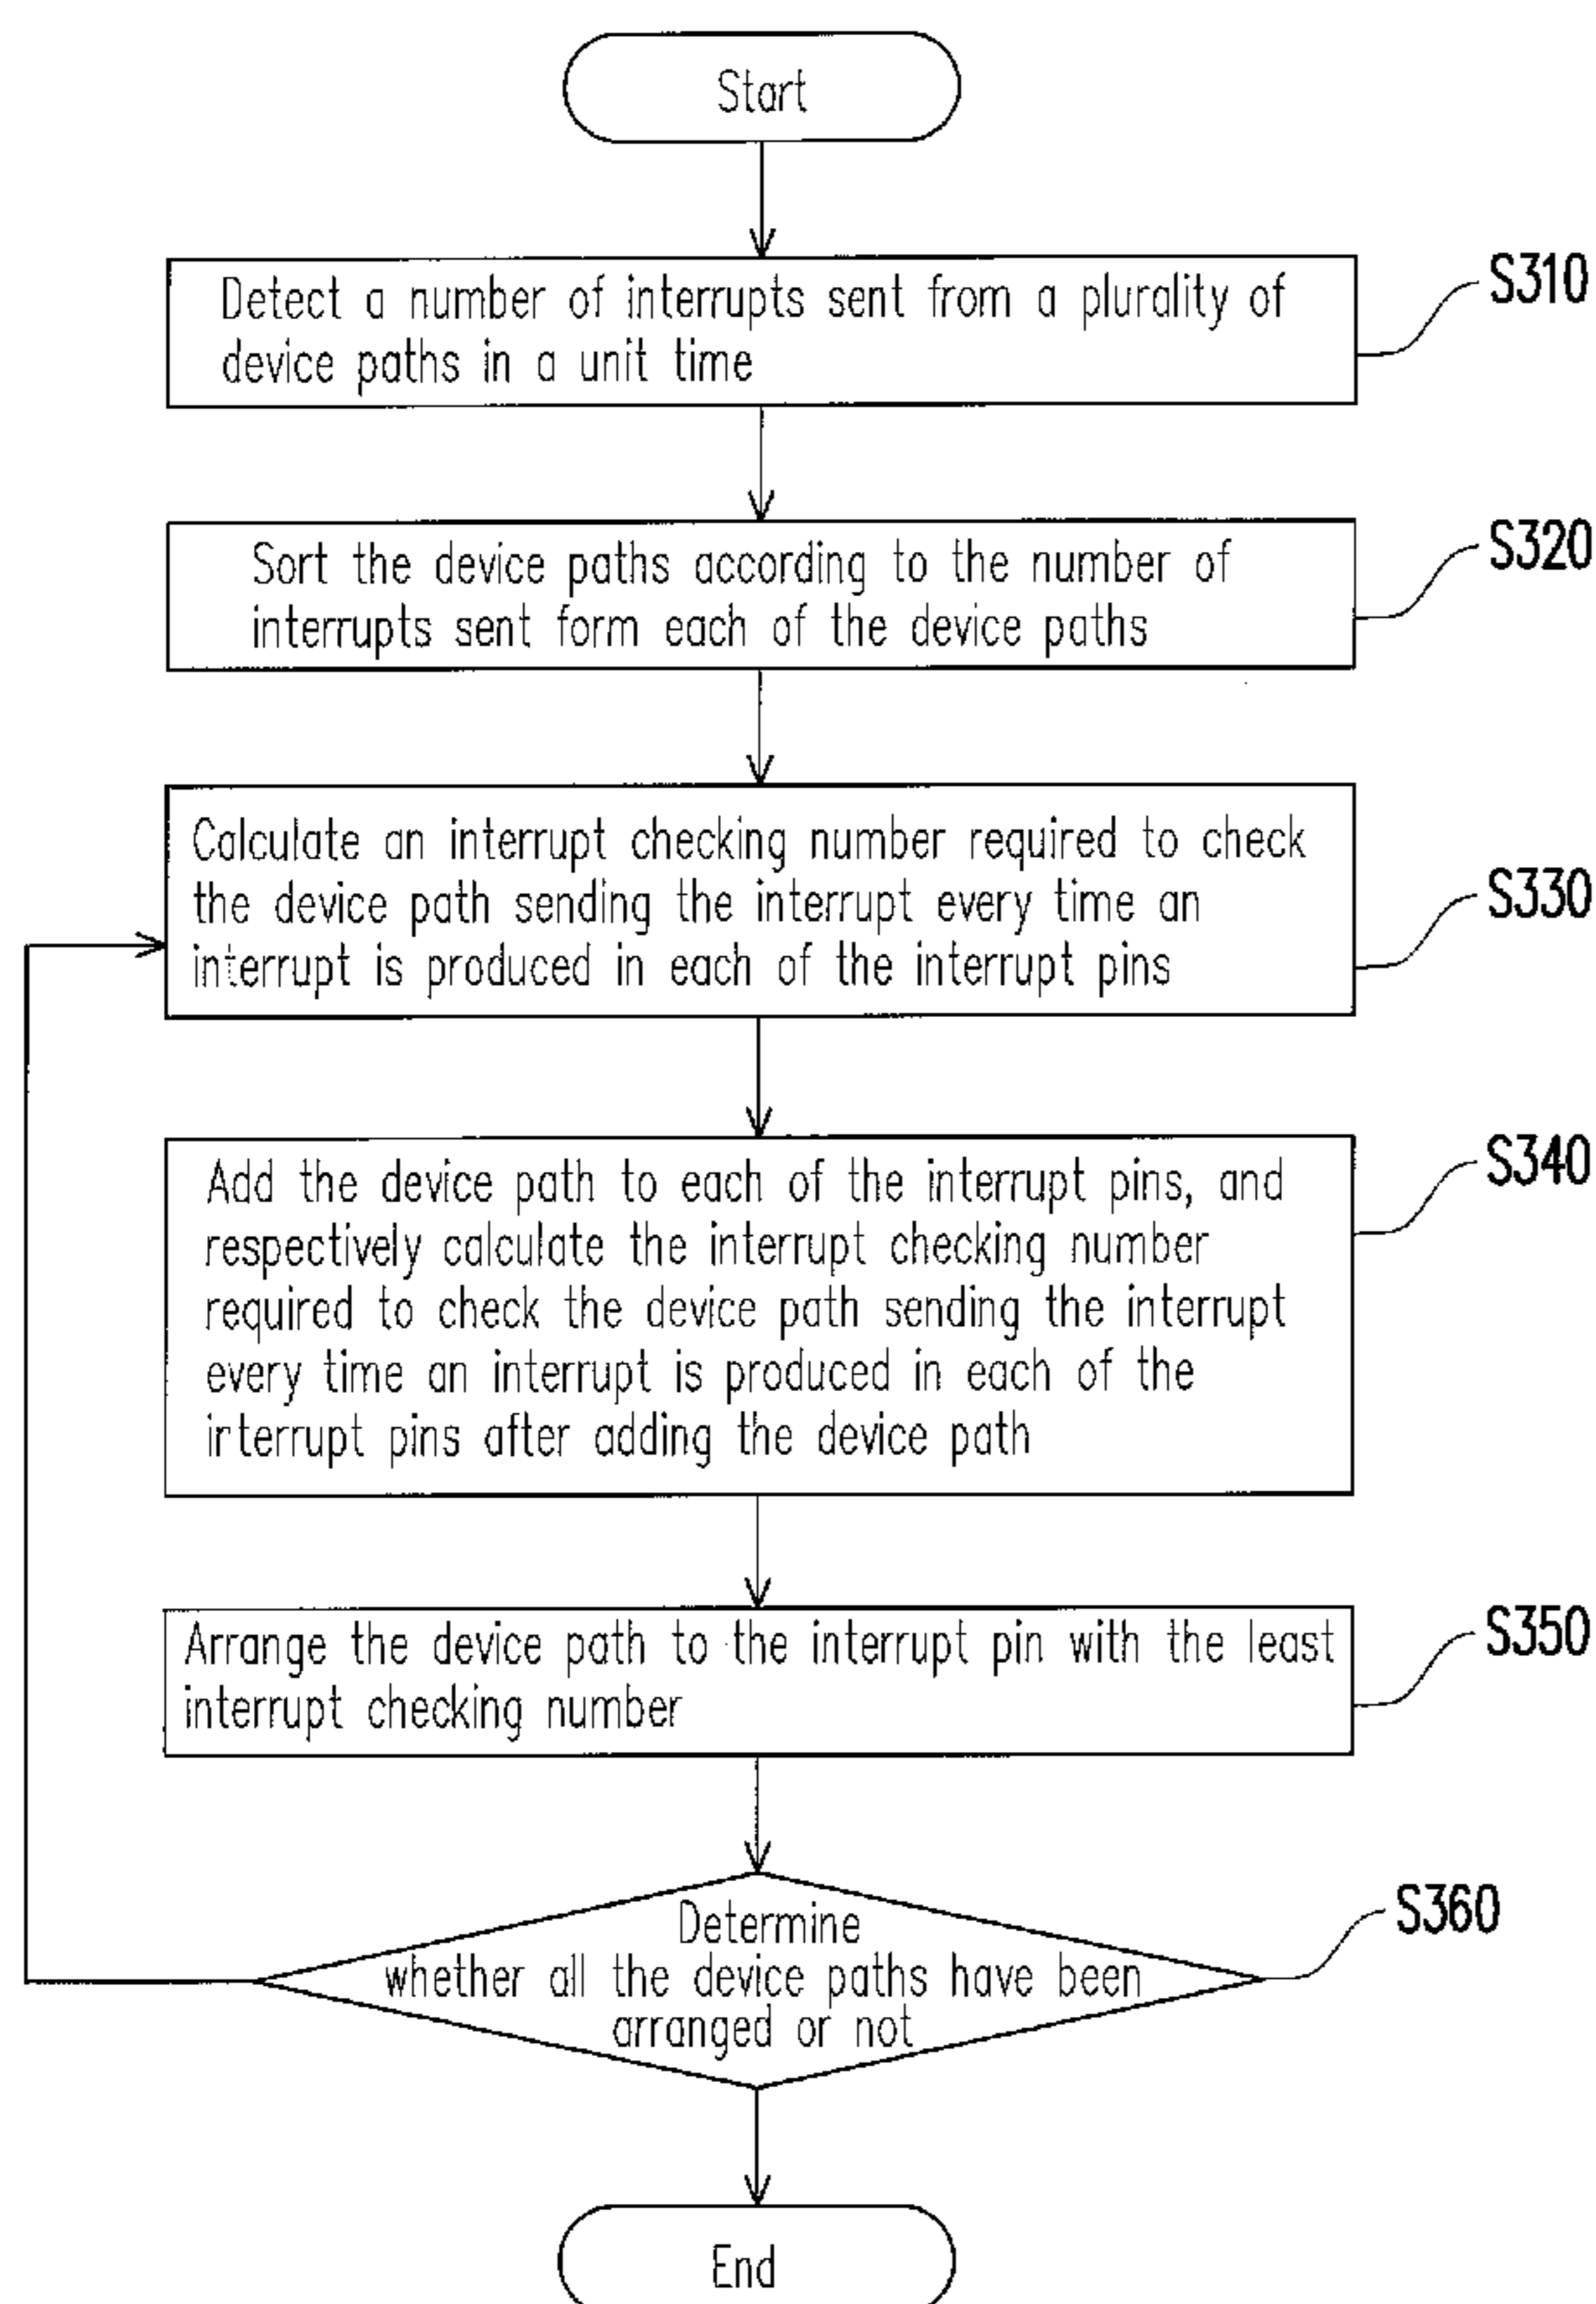 Start
Detect a number of interrupts sent from a plurality of
device paths in a unit time
S310
Sort the device paths according to the number of
interrupts sent form each of the device paths
S320
Calculate an interrupt checking number required to check
the device path sending the interrupt every time an
interrupt is produced in each of the interrupt pins
S330
Add the device path to each of the interrupt pins, and
respectively calculate the interrupt checking number
required to check the device path sending the interrupt
every time an interrupt is produced in each of the
interrupt pins after adding the device path
S340
Arrange the device path to the interrupt pin with the least
interrupt checking number
S350
Determine
whether all the device paths have been
arranged or not
S360
End